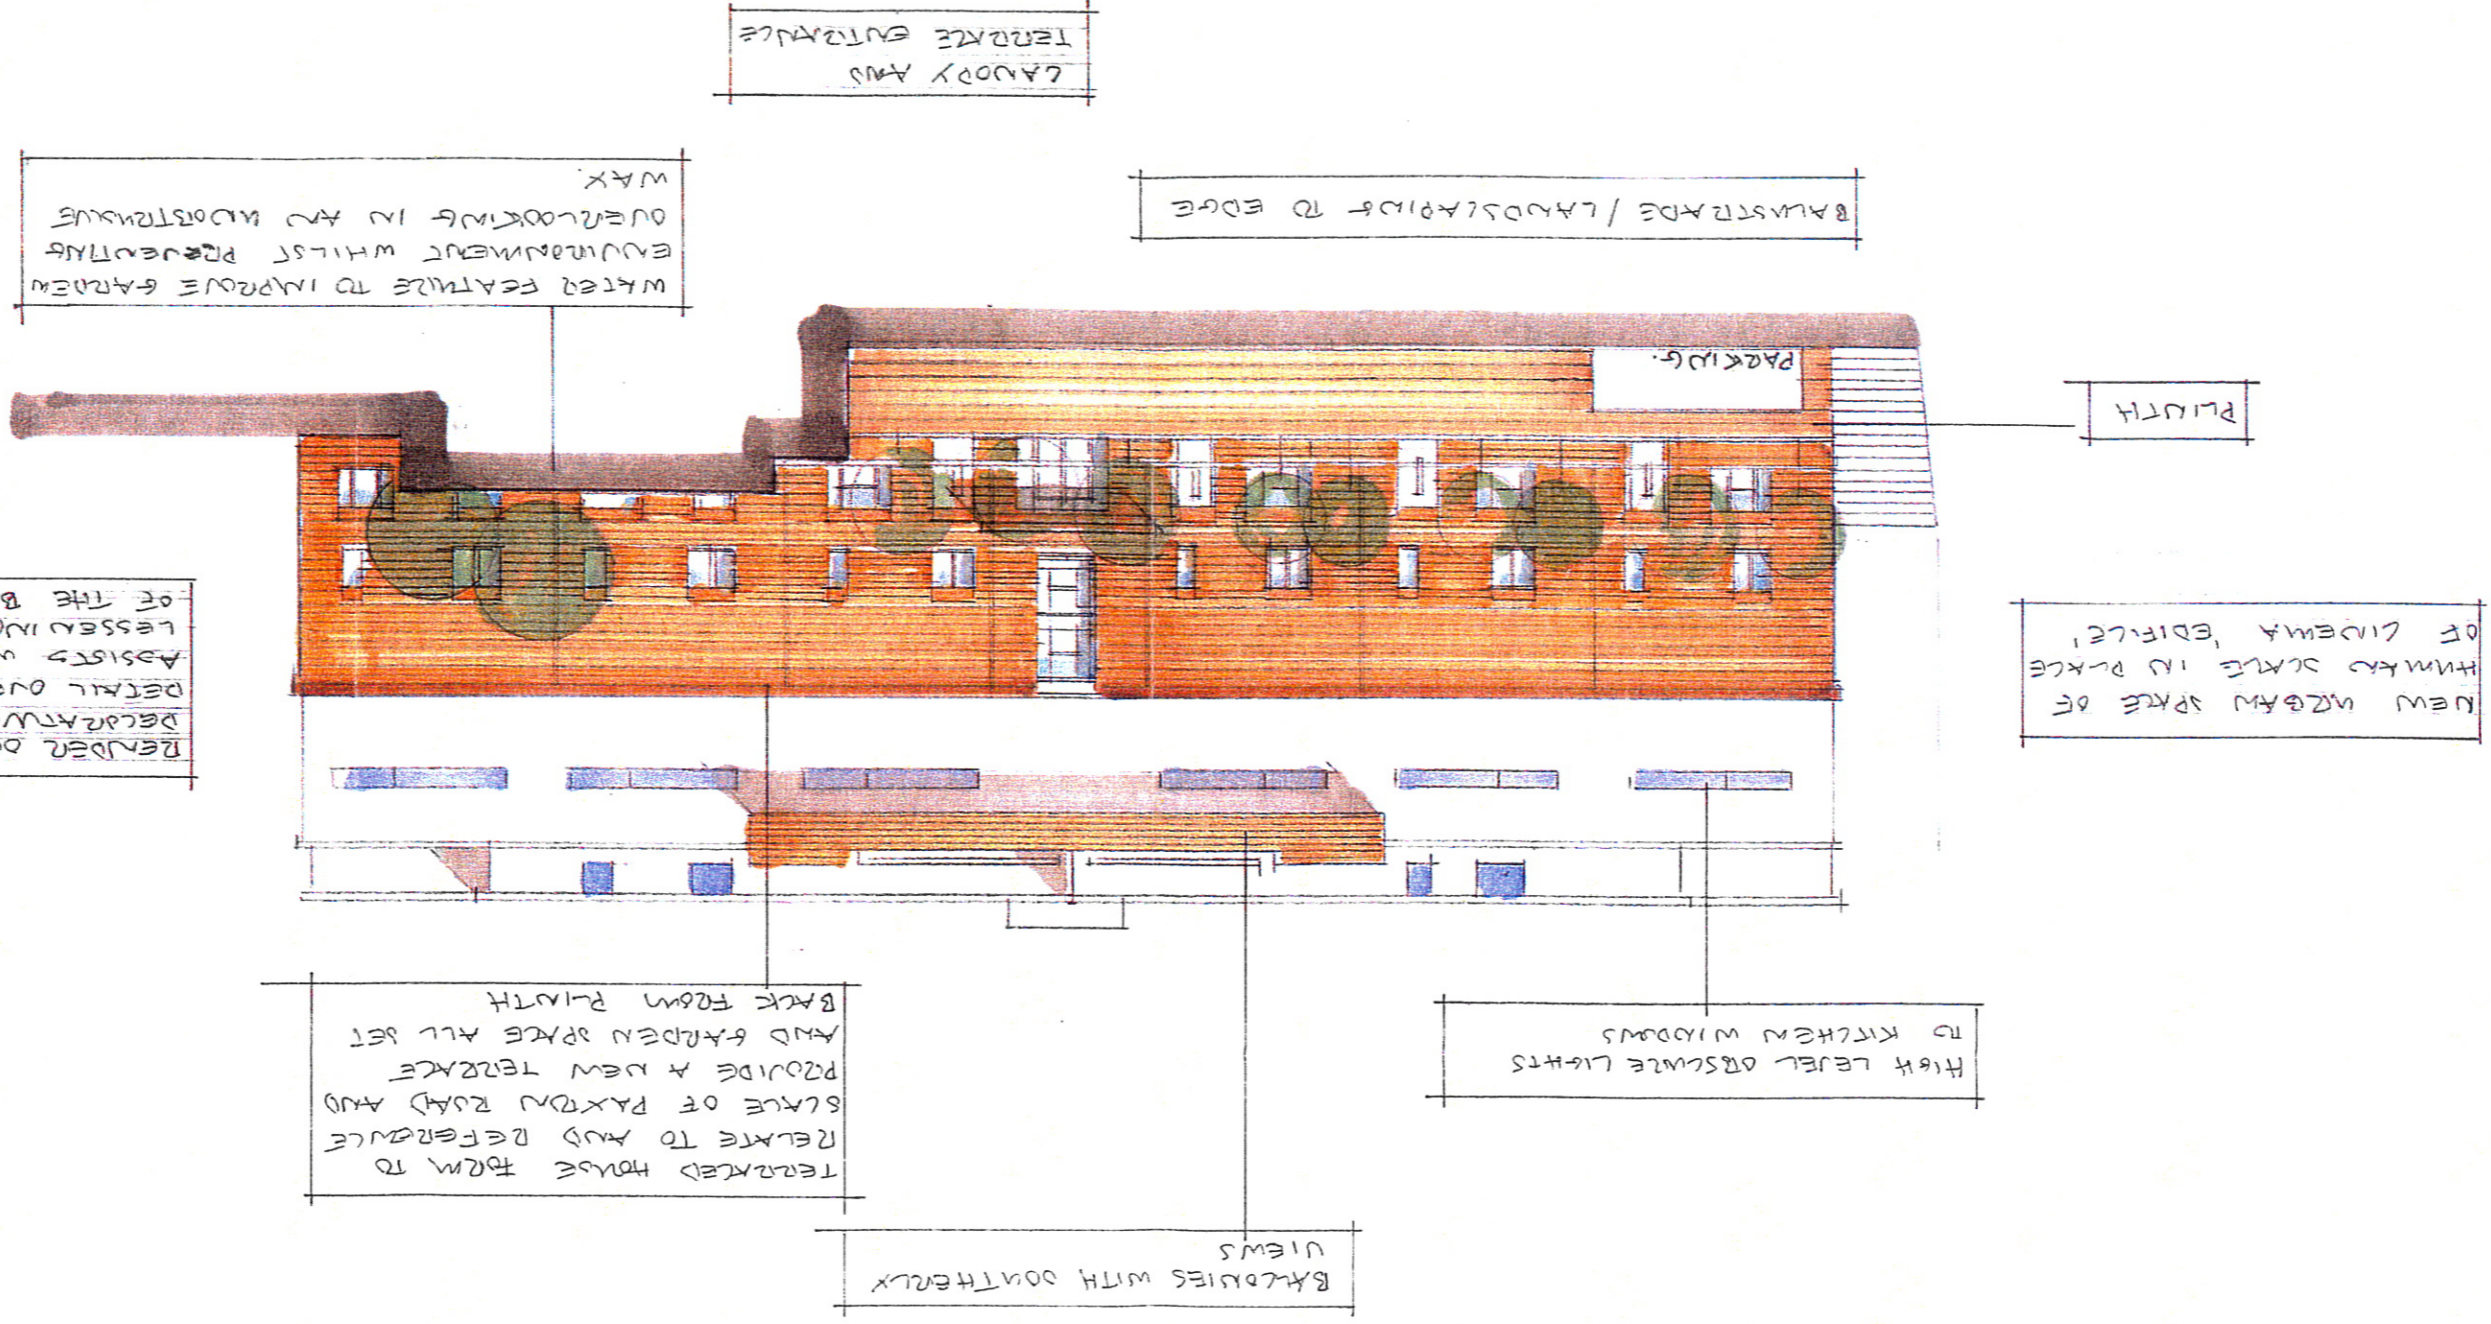 BALCONIES WITH SOUTHERLY
VIEWS
HIGH LEVEL OBSCURE LIGHTS
TO KITCHEN WINDOWS
TERRACED HOUSE FORM TO
RELATE TO AND REFERENCE
SCALE OF PAXTON ROAD AND
PROVIDE A NEW TERRACE
AND GARDEN SPACE ALL SET
BACK FROM PLINTH
NEW URBAN SPACE OF
HUMAN SCALE IN PLACE
OF CINEMA 'EDIFICE'
RENDER
DETAIL
ASSISTS
OF THE
PLINTH
PARKING.
BALUSTRADE / LANDSCAPING TO EDGE
WATER FEATURE TO IMPROVE GARDEN
ENVIRONMENT WHILST PREVENTING
OVERLOOKING IN AN UNOBTRUSIVE
WAY.
CANOPY AND
TERRACE ENTRANCE